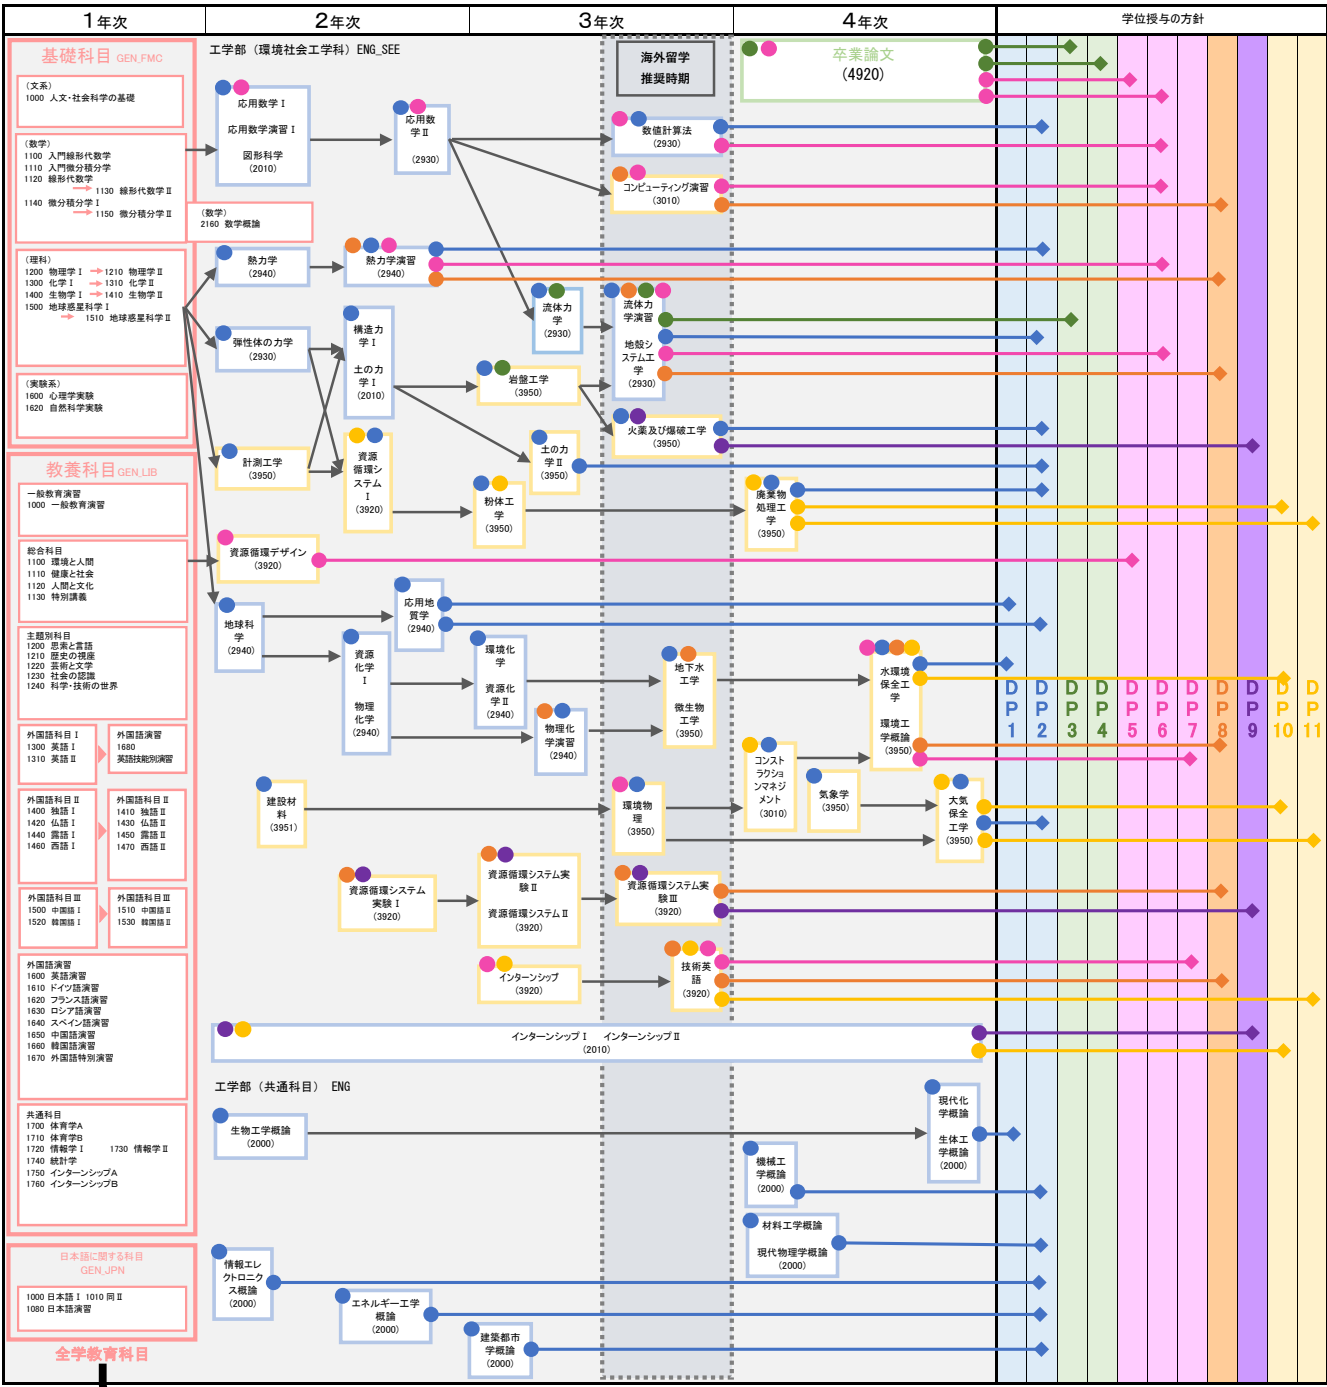 1年次
2年次
3年次
4年次
学位授与の方針
基礎科目 GEN_FMC
（文系）
1000 人文・社会科学の基礎
（数学）
1100 入門線形代数学
1110 入門微分積分学
1120 線形代数学
1130 線形代数学Ⅱ
1140 微分積分学Ⅰ
1150 微分積分学Ⅱ
（数学）
2160 数学概論
（理科）
1200 物理学Ⅰ 1210 物理学Ⅱ
1300 化学Ⅰ 1310 化学Ⅱ
1400 生物学Ⅰ 1410 生物学Ⅱ
1500 地球惑星科学Ⅰ
1510 地球惑星科学Ⅱ
（実験系）
1600 心理学実験
1620 自然科学実験
教養科目 GEN_LIB
一般教育演習
1000 一般教育演習
総合科目
1100 環境と人間
1110 健康と社会
1120 人間と文化
1130 特別講義
主題別科目
1200 思索と言語
1210 歴史の視座
1220 芸術と文学
1230 社会の認識
1240 科学・技術の世界
外国語科目Ⅰ
1300 英語Ⅰ
1310 英語Ⅱ
外国語演習
1680
英語技能別演習
外国語科目Ⅱ
1400 独語Ⅰ
1420 仏語Ⅰ
1440 露語Ⅰ
1460 西語Ⅰ
外国語科目Ⅱ
1410 独語Ⅱ
1430 仏語Ⅱ
1450 露語Ⅱ
1470 西語Ⅱ
外国語科目Ⅲ
1500 中国語Ⅰ
1520 韓国語Ⅰ
外国語科目Ⅲ
1510 中国語Ⅱ
1530 韓国語Ⅱ
外国語演習
1600 英語演習
1610 ドイツ語演習
1620 フランス語演習
1630 ロシア語演習
1640 スペイン語演習
1650 中国語演習
1660 韓国語演習
1670 外国語特別演習
共通科目
1700 体育学A
1710 体育学B
1720 情報学Ⅰ 1730 情報学Ⅱ
1740 統計学
1750 インターンシップA
1760 インターンシップB
日本語に関する科目
GEN_JPN
1000 日本語Ⅰ 1010 同Ⅱ
1080 日本語演習
全学教育科目
工学部（環境社会工学科）ENG_SEE
海外留学
推奨時期
卒業論文
(4920)
応用数学Ⅰ
応用数学演習Ⅰ
図形科学
(2010)
応用数
学Ⅱ
(2930)
数値計算法
(2930)
コンピューティング演習
(3010)
熱力学
(2940)
熱力学演習
(2940)
弾性体の力学
(2930)
構造力
学Ⅰ
土の力
学Ⅰ
(2010)
流体力
学
(2930)
流体力
学演習
地殻シ
ステム工
学
(2930)
岩盤工学
(3950)
火薬及び爆破工学
(3950)
計測工学
(3950)
資源
循環シ
ステム
Ⅰ
(3920)
土の力
学Ⅱ
(3950)
粉体工
学
(3950)
廃棄物
処理工
学
(3950)
資源循環デザイン
(3920)
地球科
学
(2940)
応用地
質学
(2940)
資源
化学
Ⅰ
物理
化学
(2940)
環境化
学
資源化
学Ⅱ
(2940)
物理化
学演習
(2940)
地下水
工学
微生物
工学
(3950)
水環境
保全工
学
環境工
学概論
(3950)
建設材
料
(3951)
環境物
理
(3950)
コンスト
ラクショ
ンマネジ
メント
(3010)
気象学
(3950)
大気
保全
工学
(3950)
資源循環システム
実験Ⅰ
(3920)
資源循環システム実
験Ⅱ
資源循環システムⅡ
(3920)
資源循環システム実
験Ⅲ
(3920)
インターンシップ
(3920)
技術英
語
(3920)
インターンシップⅠ インターンシップⅡ
(2010)
工学部（共通科目） ENG
生物工学概論
(2000)
現代化
学概論
生体工
学概論
(2000)
機械工
学概論
(2000)
材料工学概論
現代物理学概論
(2000)
情報エレ
クトロニク
ス概論
(2000)
エネルギー工学
概論
(2000)
建築都市
学概論
(2000)
DP1
DP2
DP3
DP4
DP5
DP6
DP7
DP8
DP9
DP10
DP11